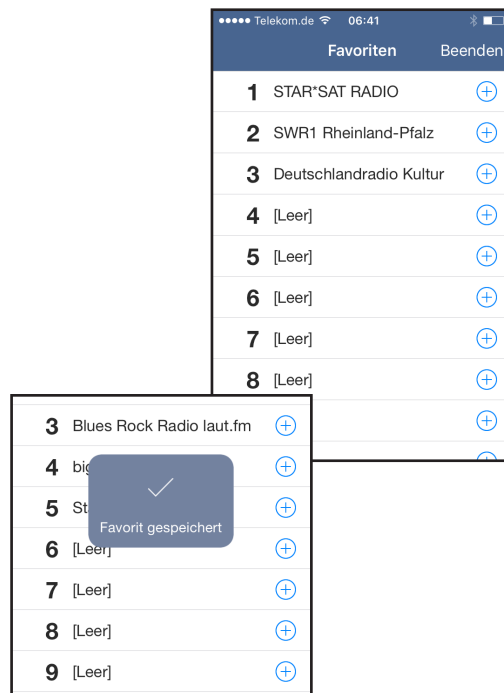 Telekom.de 06:41
Favoriten Beenden
1 STAR*SAT RADIO
2 SWR1 Rheinland-Pfalz
3 Deutschlandradio Kultur
4 [Leer]
5 [Leer]
6 [Leer]
7 [Leer]
8 [Leer]
3 Blues Rock Radio laut.fm
4
5
Favorit gespeichert
6 [Leer]
7 [Leer]
8 [Leer]
9 [Leer]